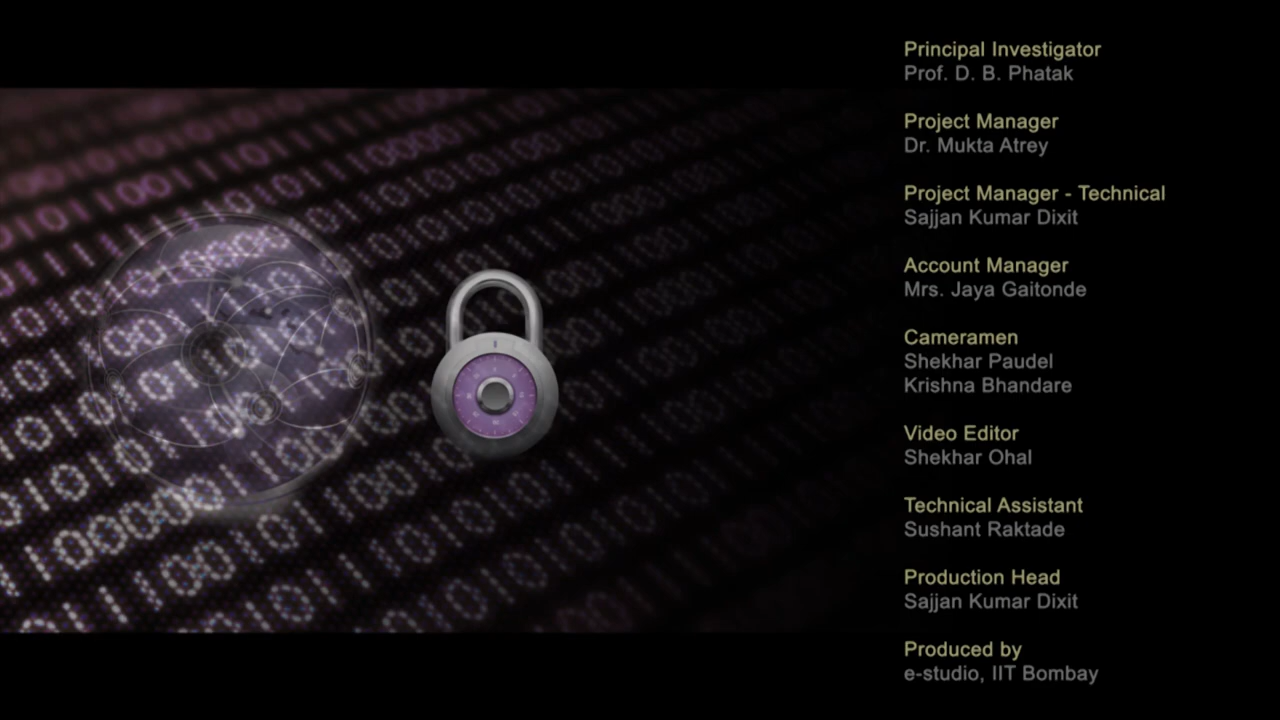 Principal Investigator
Prof. D. B. Phatak
Project Manager
Dr. Mukta Atrey
Project Manager - Technical
Sajjan Kumar Dixit
Account Manager
Mrs. Jaya Gaitonde
Cameramen
Shekhar Paudel
Krishna Bhandare
Video Editor
Shekhar Ohal
Technical Assistant
Sushant Raktade
Production Head
Sajjan Kumar Dixit
Produced by
e-studio, IIT Bombay